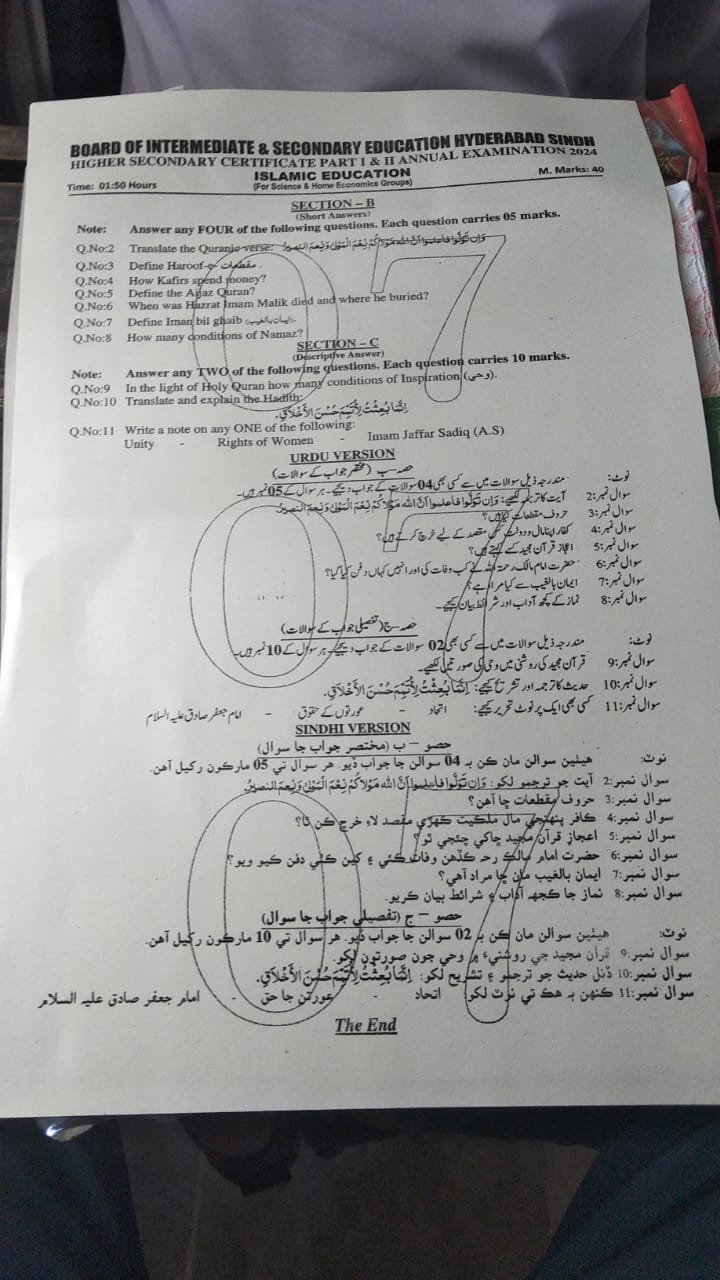 BOARD OF INTERMEDIATE & SECONDARY EDUCATION HYDERABAD SINDH
HIGHER SECONDARY CERTIFICATE PART I & II ANNUAL EXAMINATION 2024
ISLAMIC EDUCATION
Time: 01:50 Hours (For Science & Home Economics Groups) M. Marks: 40
SECTION – B
(Short Answers)
Note: Answer any FOUR of the following questions. Each question carries 05 marks.
Q.No:2 Translate the Quranic verse: وَاِن تَوَلَّوا فَاعلموا اَنَّ اللّٰه مَولَاكُمْ نِعْمَ الْمَوْلىٰ وَنِعْمَ النصيرُ
Q.No:3 Define Haroof-e مقطعات.
Q.No:4 How Kafirs spend money?
Q.No:5 Define the Aijaz Quran?
Q.No:6 When was Hazrat Imam Malik died and where he buried?
Q.No:7 Define Iman bil ghaib (ایمان بالغیب).
Q.No:8 How many conditions of Namaz?
SECTION – C
(Descriptive Answer)
Note: Answer any TWO of the following questions. Each question carries 10 marks.
Q.No:9 In the light of Holy Quran how many conditions of Inspiration (وحی).
Q.No:10 Translate and explain the Hadith:
اِنَّمَا بُعِثْتُ لِاُتَمِّمَ حُسْنَ الْاَخْلَاقِ.
Q.No:11 Write a note on any ONE of the following:
Unity - Rights of Women - Imam Jaffar Sadiq (A.S)
URDU VERSION
حصہ – ب (مختصر جواب کے سوالات)
نوٹ: مندرجہ ذیل سوالات میں سے کسی بھی 04 سوالات کے جواب دیجیے۔ ہر سوال کے 05 نمبر ہیں۔
سوال نمبر:2 آیت کا ترجمہ لکھیے: وَاِن تَوَلَّوا فَاعلموا اَنَّ اللّٰه مَولَاكُمْ نِعْمَ الْمَوْلىٰ وَنِعْمَ النصيرُ
سوال نمبر:3 حروف مقطعات کیا ہیں؟
سوال نمبر:4 کفار اپنا مال و دولت کس مقصد کے لیے خرچ کرتے ہیں؟
سوال نمبر:5 اعجاز قرآن مجید کسے کہتے ہیں؟
سوال نمبر:6 حضرت امام مالک رحمۃ اللہ نے کب وفات کی اور انہیں کہاں دفن کیا گیا؟
سوال نمبر:7 ایمان بالغیب سے کیا مراد ہے؟
سوال نمبر:8 نماز کے کچھ آداب اور شرائط بیان کیجیے۔
حصہ – ج (تفصیلی جواب کے سوالات)
نوٹ: مندرجہ ذیل سوالات میں سے کسی بھی 02 سوالات کے جواب دیجیے۔ ہر سوال کے 10 نمبر ہیں۔
سوال نمبر:9 قرآن مجید کی روشنی میں وحی کی صورتیں لکھیے۔
سوال نمبر:10 حدیث کا ترجمہ اور تشریح کیجیے: اِنَّمَا بُعِثْتُ لِاُتَمِّمَ حُسْنَ الْاَخْلَاقِ.
سوال نمبر:11 کسی بھی ایک پر نوٹ تحریر کیجیے: اتحاد - عورتوں کے حقوق - امام جعفر صادق علیہ السلام
SINDHI VERSION
حصو – ب (مختصر جواب جا سوال)
نوٽ: هيٺين سوالن مان ڪن بہ 04 سوالن جا جواب ڏيو. هر سوال تي 05 مارڪون رکيل آهن.
سوال نمبر:2 آيت جو ترجمو لکو: وَاِن تَوَلَّوا فَاعلموا اَنَّ اللّٰه مَولَاكُمْ نِعْمَ الْمَوْلىٰ وَنِعْمَ النصيرُ
سوال نمبر:3 حروف مقطعات ڇا آهن؟
سوال نمبر:4 ڪافر پنهنجي مال ملڪيت ڪهڙي مقصد لاءِ خرچ ڪن ٿا؟
سوال نمبر:5 اعجازِ قرآن مجيد ڇاکي چئجي ٿو؟
سوال نمبر:6 حضرت امام مالڪ رحہ ڪڏهن وفات ڪئي ۽ کين ڪٿي دفن ڪيو ويو؟
سوال نمبر:7 ايمان بالغيب مان ڇا مراد آهي؟
سوال نمبر:8 نماز جا ڪجهہ آداب ۽ شرائط بيان ڪريو.
حصو – ج (تفصيلي جواب جا سوال)
نوٽ: هيٺين سوالن مان ڪن بہ 02 سوالن جا جواب ڏيو. هر سوال تي 10 مارڪون رکيل آهن.
سوال نمبر:9 قرآن مجيد جي روشنيءَ ۾ وحي جون صورتون لکو.
سوال نمبر:10 ڏنل حديث جو ترجمو ۽ تشريح لکو: اِنَّمَا بُعِثْتُ لِاُتَمِّمَ حُسْنَ الْاَخْلَاقِ.
سوال نمبر:11 ڪنهن بہ هڪ تي نوٽ لکو: اتحاد - عورتن جا حق - امام جعفر صادق عليہ السلام
The End
07
07
07